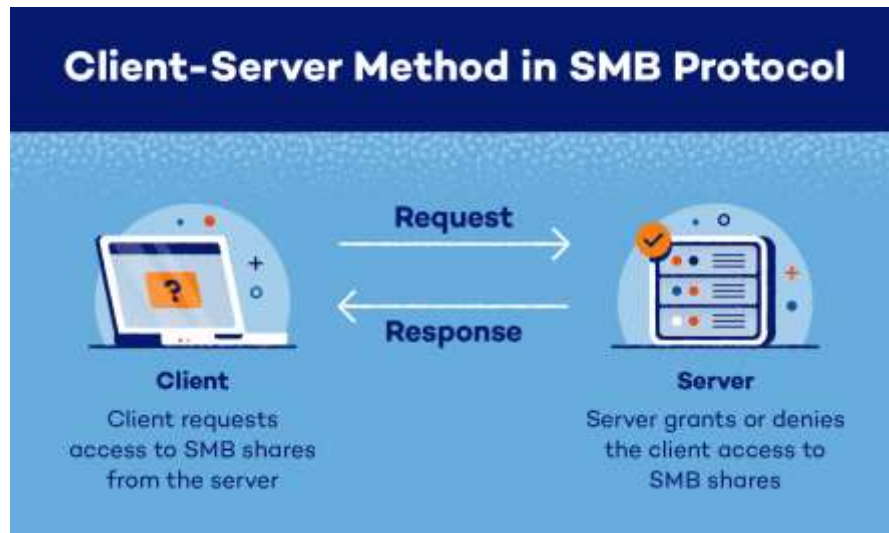 Client-Server Method in SMB Protocol
Request
?
Response
Client
Client requests
access to SMB shares
from the server
Server
Server grants or denies
the client access to
SMB shares